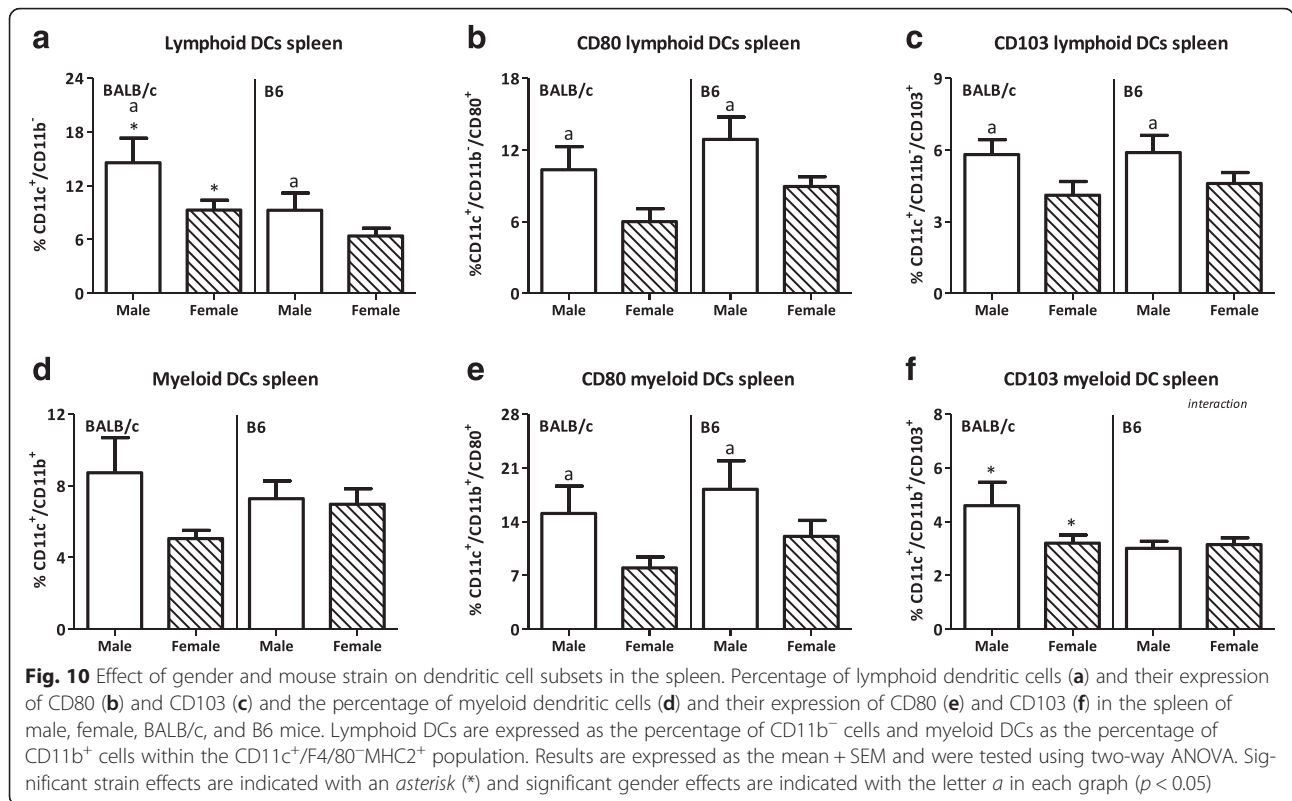 a
Lymphoid DCs spleen
% CD11c⁺/CD11b⁻
24
18
12
6
0
BALB/c
a
*
*
B6
a
Male
Female
Male
Female
b
CD80 lymphoid DCs spleen
%CD11c⁺/CD11b⁻/CD80⁺
18
12
6
0
BALB/c
a
B6
a
Male
Female
Male
Female
c
CD103 lymphoid DCs spleen
% CD11c⁺/CD11b⁻/CD103⁺
9
6
3
0
BALB/c
a
B6
a
Male
Female
Male
Female
d
Myeloid DCs spleen
% CD11c⁺/CD11b⁺
12
8
4
0
BALB/c
B6
Male
Female
Male
Female
e
CD80 myeloid DCs spleen
% CD11c⁺/CD11b⁺/CD80⁺
28
21
14
7
0
BALB/c
a
B6
a
Male
Female
Male
Female
f
CD103 myeloid DC spleen
interaction
% CD11c⁺/CD11b⁺/CD103⁺
8
6
4
2
0
BALB/c
*
*
B6
Male
Female
Male
Female
Fig. 10 Effect of gender and mouse strain on dendritic cell subsets in the spleen. Percentage of lymphoid dendritic cells (a) and their expression
of CD80 (b) and CD103 (c) and the percentage of myeloid dendritic cells (d) and their expression of CD80 (e) and CD103 (f) in the spleen of
male, female, BALB/c, and B6 mice. Lymphoid DCs are expressed as the percentage of CD11b⁻ cells and myeloid DCs as the percentage of
CD11b⁺ cells within the CD11c⁺/F4/80⁻MHC2⁺ population. Results are expressed as the mean + SEM and were tested using two-way ANOVA. Sig-
nificant strain effects are indicated with an asterisk (*) and significant gender effects are indicated with the letter a in each graph (p < 0.05)